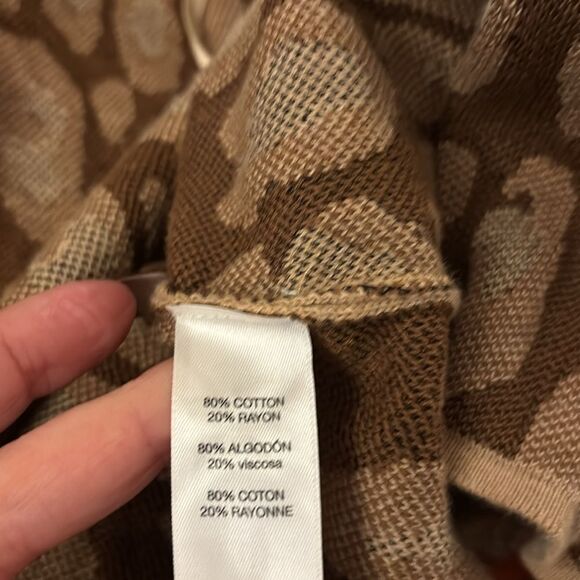 80% COTTON
20% RAYON
80% ALGODÓN
20% viscosa
80% COTON
20% RAYONNE